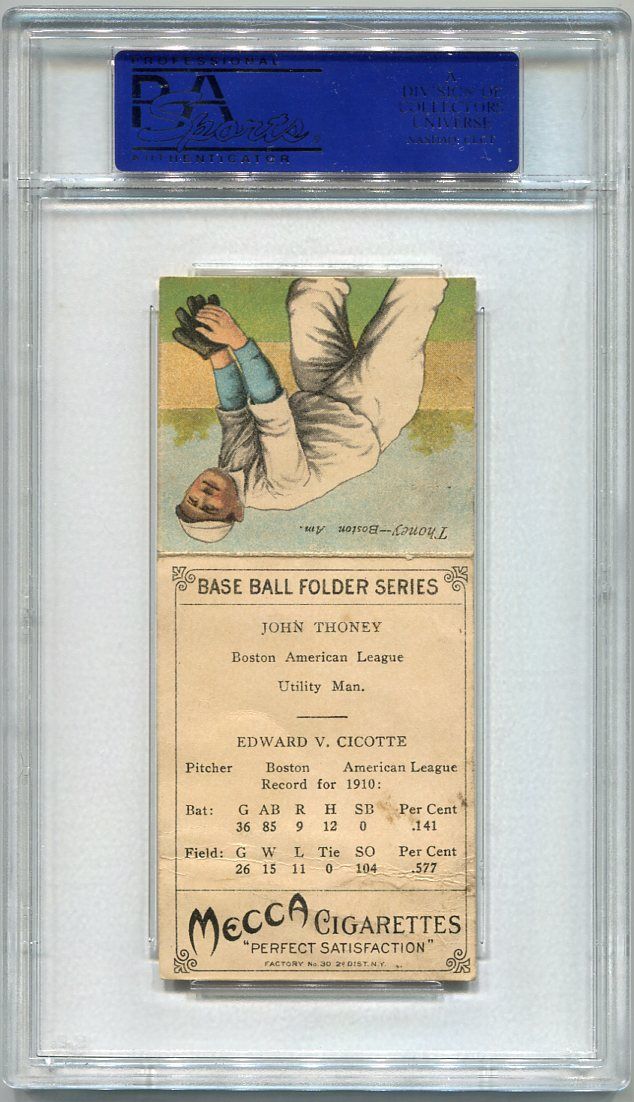 PROFESSIONAL
PSA
Sports
AUTHENTICATOR
A
DIVISION OF
COLLECTORS
UNIVERSE
NASDAQ: CLCT
Thoney—Boston Am.
BASE BALL FOLDER SERIES
JOHN THONEY
Boston American League
Utility Man.
EDWARD V. CICOTTE
Pitcher Boston American League
Record for 1910:
Bat: G AB R H SB Per Cent
36 85 9 12 0 .141
Field: G W L Tie SO Per Cent
26 15 11 0 104 .577
MECCA CIGARETTES
"PERFECT SATISFACTION"
FACTORY No. 30 2d DIST. N.Y.